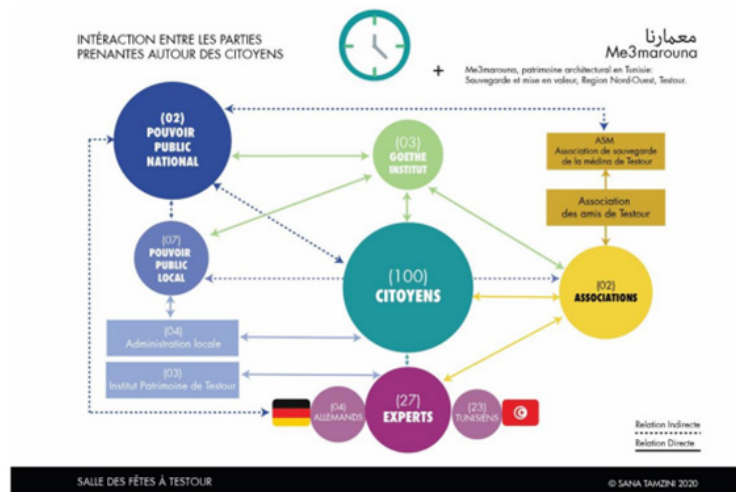 INTÉRACTION ENTRE LES PARTIES
PRENANTES AUTOUR DES CITOYENS
معمارنا
Me3marouna
+
Me3marouna, patrimoine architectural en Tunisie:
Sauvegarde et mise en valeur, Region Nord-Ouest, Testour.
(02)
POUVOIR
PUBLIC
NATIONAL
(03)
GOETHE
INSTITUT
ASM
Association de sauvegarde
de la médina de Testour
Association
des amis de Testour
(07)
POUVOIR
PUBLIC
LOCAL
(100)
CITOYENS
(02)
ASSOCIATIONS
(04)
Administration locale
(03)
Institut Patrimoine de Testour
(04)
ALLEMANDS
(27)
EXPERTS
(23)
TUNISIENS
Relation Indirecte
Relation Directe
SALLE DES FÊTES À TESTOUR
© SANA TAMZINI 2020